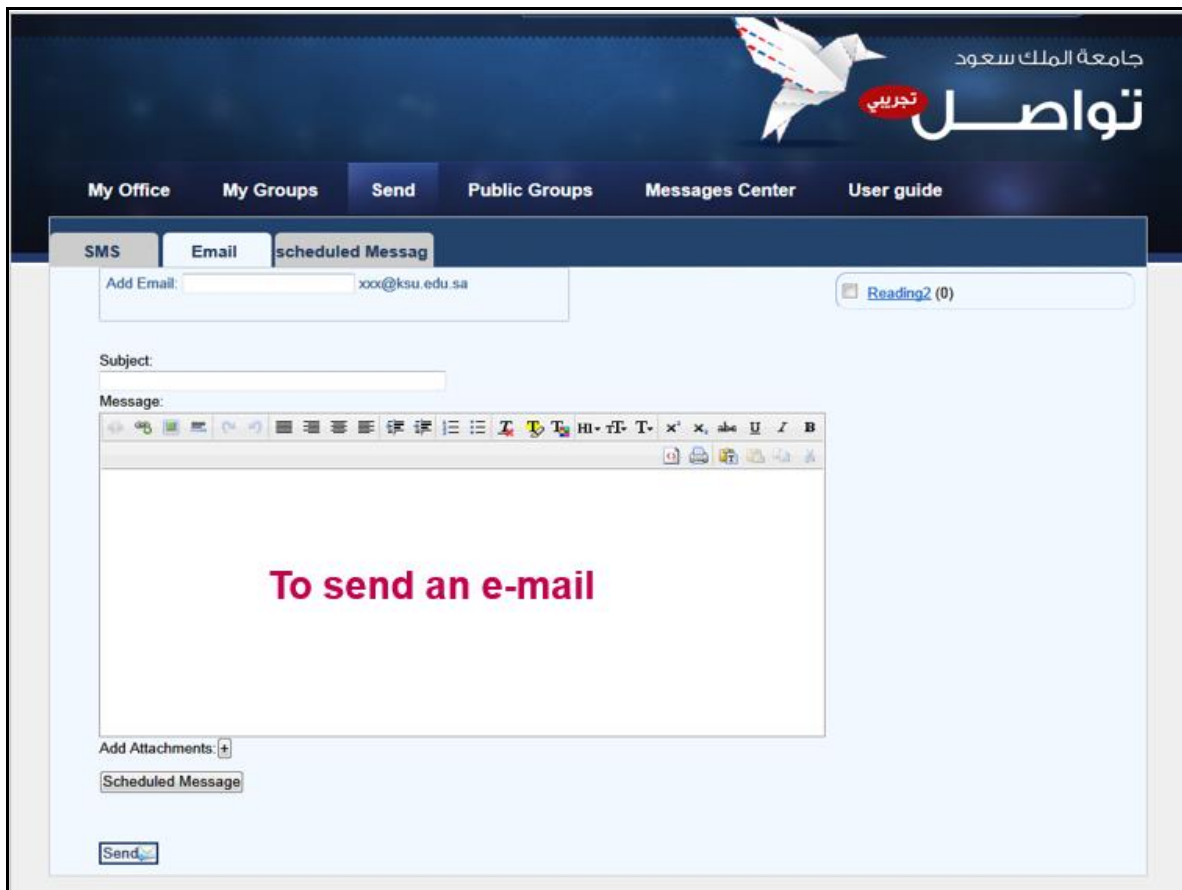 جامعة الملك سعود
تواصل تجريبي
My Office My Groups Send Public Groups Messages Center User guide
SMS Email scheduled Messag
Add Email: xxx@ksu.edu.sa
Reading2 (0)
Subject:
Message:
To send an e-mail
Add Attachments: +
Scheduled Message
Send